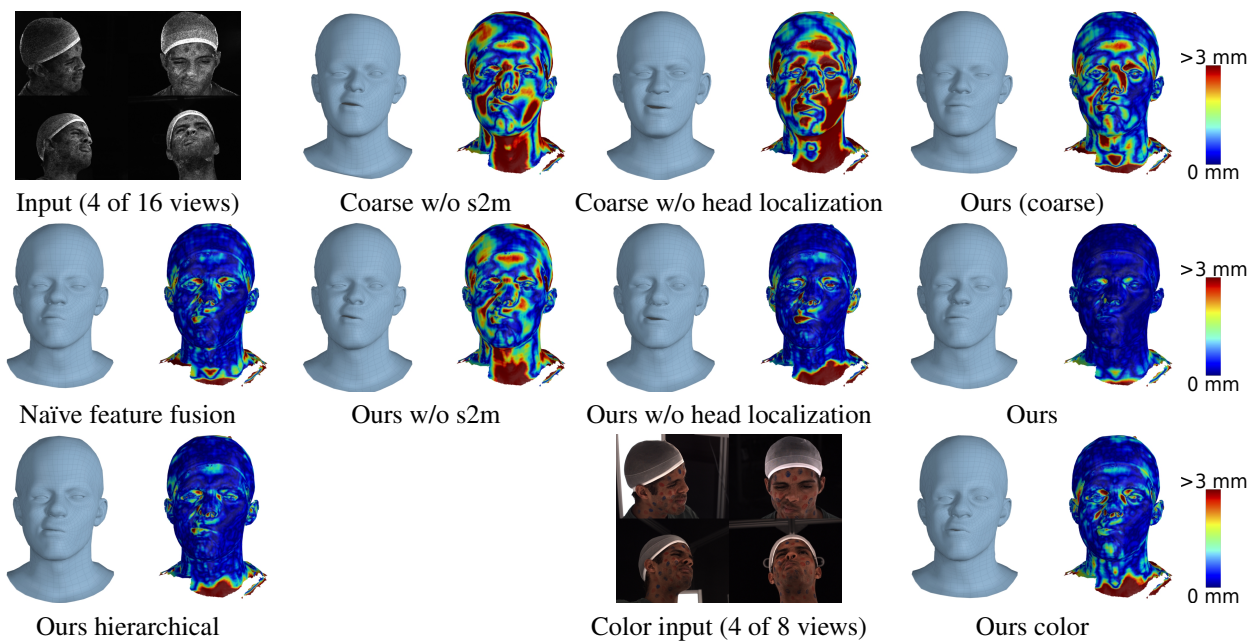 >3 mm
0 mm
Input (4 of 16 views) Coarse w/o s2m Coarse w/o head localization Ours (coarse)
>3 mm
0 mm
Naïve feature fusion Ours w/o s2m Ours w/o head localization Ours
>3 mm
0 mm
Ours hierarchical Color input (4 of 8 views) Ours color